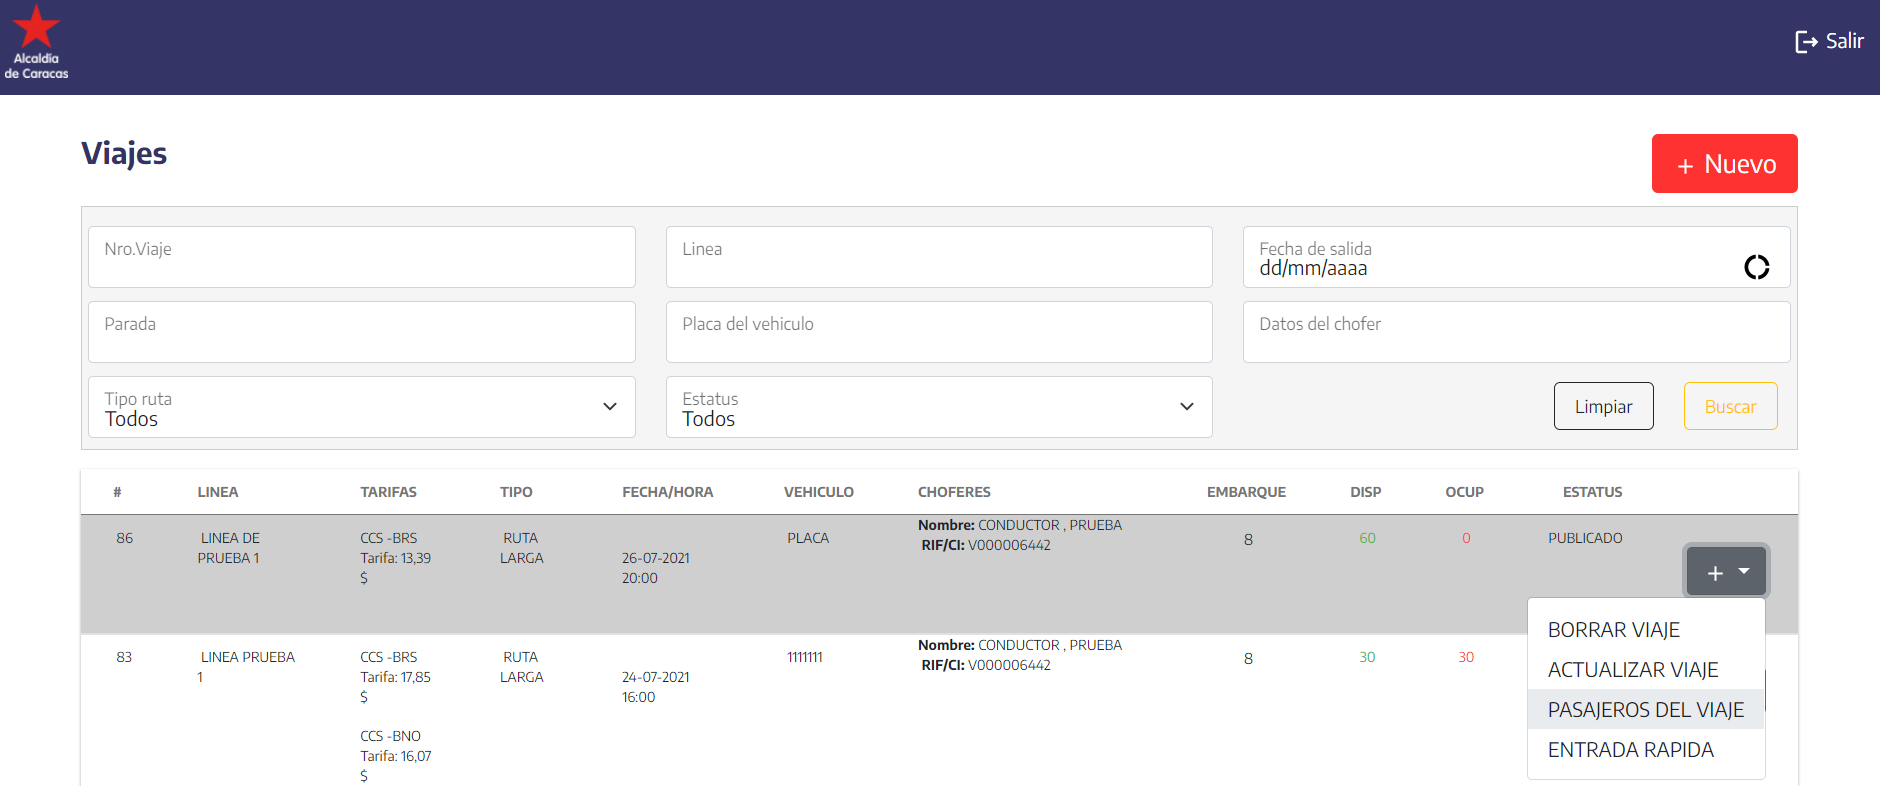 Alcaldía
de Caracas
Salir
Viajes
+ Nuevo
Nro.Viaje
Linea
Fecha de salida
dd/mm/aaaa
Parada
Placa del vehiculo
Datos del chofer
Tipo ruta
Todos
Estatus
Todos
Limpiar
Buscar
# LINEA TARIFAS TIPO FECHA/HORA VEHICULO CHOFERES EMBARQUE DISP OCUP ESTATUS
86
LINEA DE
PRUEBA 1
CCS -BRS
Tarifa: 13,39
$
RUTA
LARGA
26-07-2021
20:00
PLACA
Nombre: CONDUCTOR , PRUEBA
RIF/CI: V000006442
8
60
0
PUBLICADO
+
BORRAR VIAJE
ACTUALIZAR VIAJE
PASAJEROS DEL VIAJE
ENTRADA RAPIDA
83
LINEA PRUEBA
1
CCS -BRS
Tarifa: 17,85
$
CCS -BNO
Tarifa: 16,07
$
RUTA
LARGA
24-07-2021
16:00
1111111
Nombre: CONDUCTOR , PRUEBA
RIF/CI: V000006442
8
30
30